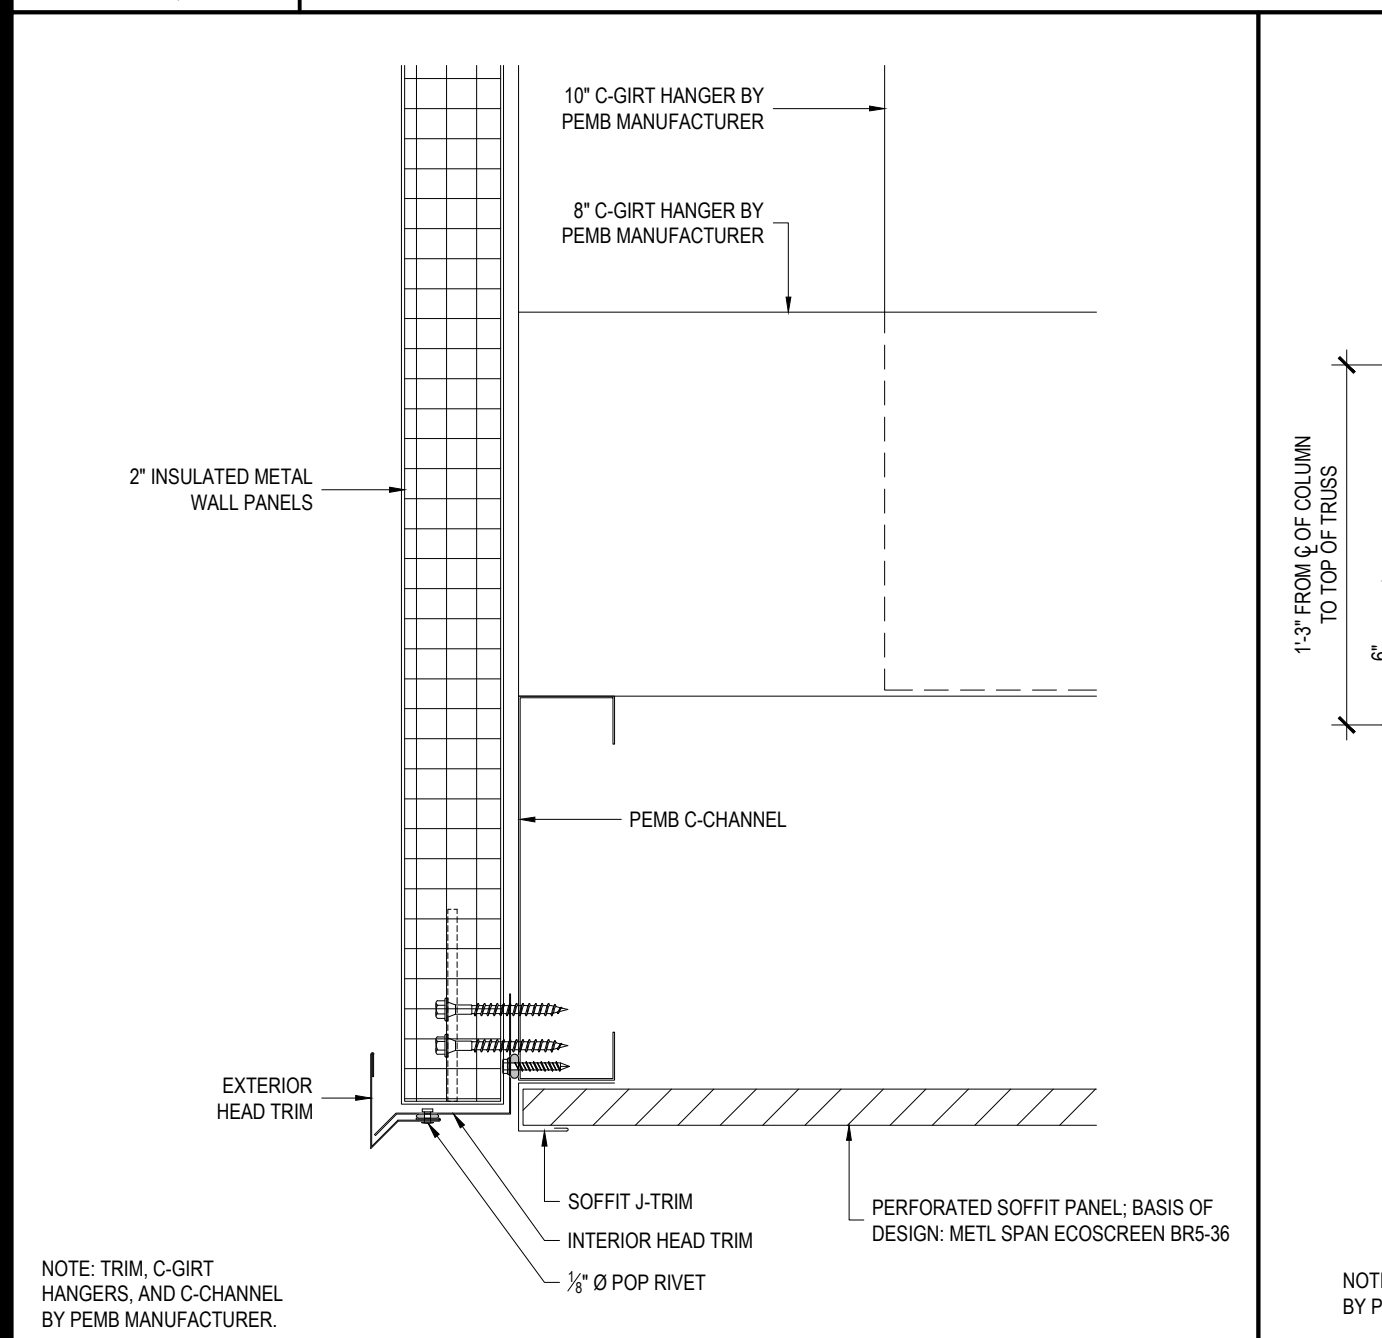 10" C-GIRT HANGER BY
PEMB MANUFACTURER
8" C-GIRT HANGER BY
PEMB MANUFACTURER
2" INSULATED METAL
WALL PANELS
PEMB C-CHANNEL
EXTERIOR
HEAD TRIM
SOFFIT J-TRIM
INTERIOR HEAD TRIM
⅛" Ø POP RIVET
PERFORATED SOFFIT PANEL; BASIS OF
DESIGN: METL SPAN ECOSCREEN BR5-36
NOTE: TRIM, C-GIRT
HANGERS, AND C-CHANNEL
BY PEMB MANUFACTURER.
1'-3" FROM ℄ OF COLUMN
TO TOP OF TRUSS
6"
BY P